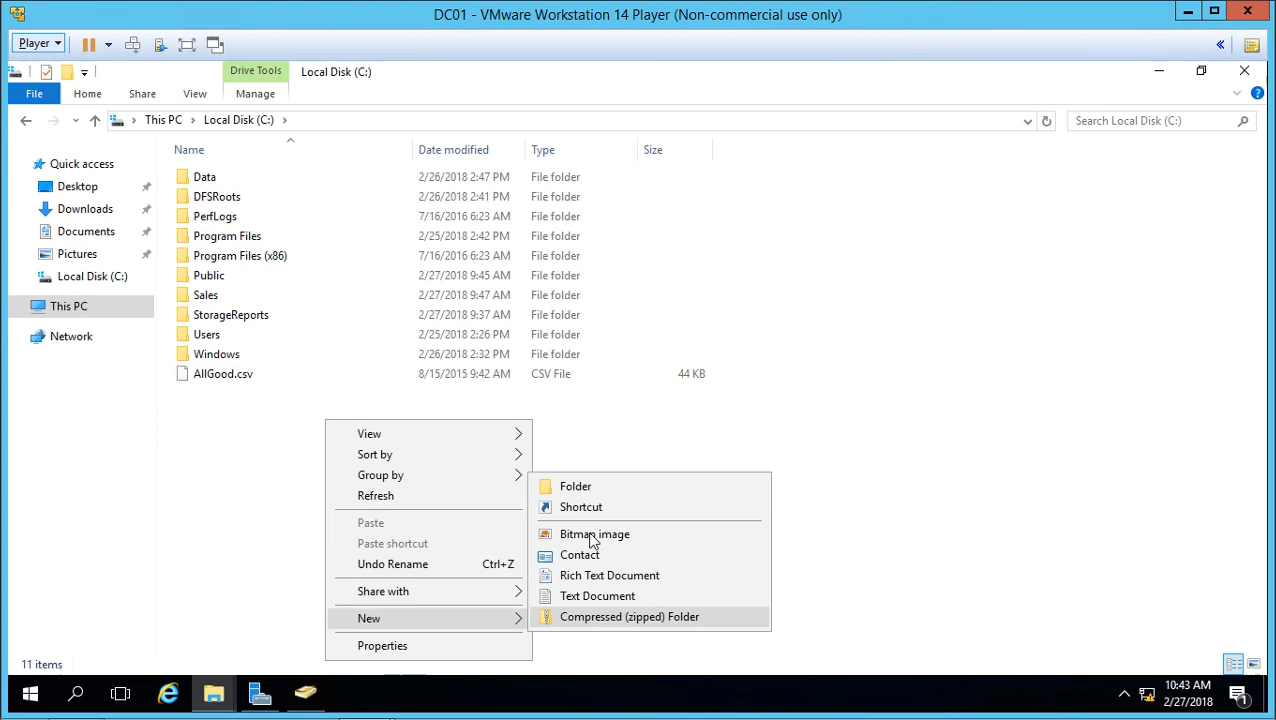 DC01 - VMware Workstation 14 Player (Non-commercial use only)
Player
Drive Tools
Local Disk (C:)
File
Home
Share
View
Manage
This PC
Local Disk (C:)
Search Local Disk (C:)
Name
Date modified
Type
Size
Quick access
Desktop
Downloads
Documents
Pictures
Local Disk (C:)
This PC
Network
Data 2/26/2018 2:47 PM File folder
DFSRoots 2/26/2018 2:41 PM File folder
PerfLogs 7/16/2016 6:23 AM File folder
Program Files 2/25/2018 2:42 PM File folder
Program Files (x86) 7/16/2016 6:23 AM File folder
Public 2/27/2018 9:45 AM File folder
Sales 2/27/2018 9:47 AM File folder
StorageReports 2/27/2018 9:37 AM File folder
Users 2/25/2018 2:26 PM File folder
Windows 2/26/2018 2:32 PM File folder
AllGood.csv 8/15/2015 9:42 AM CSV File 44 KB
View
Sort by
Group by
Refresh
Paste
Paste shortcut
Undo Rename Ctrl+Z
Share with
New
Properties
Folder
Shortcut
Bitmap image
Contact
Rich Text Document
Text Document
Compressed (zipped) Folder
11 items
10:43 AM
2/27/2018
1